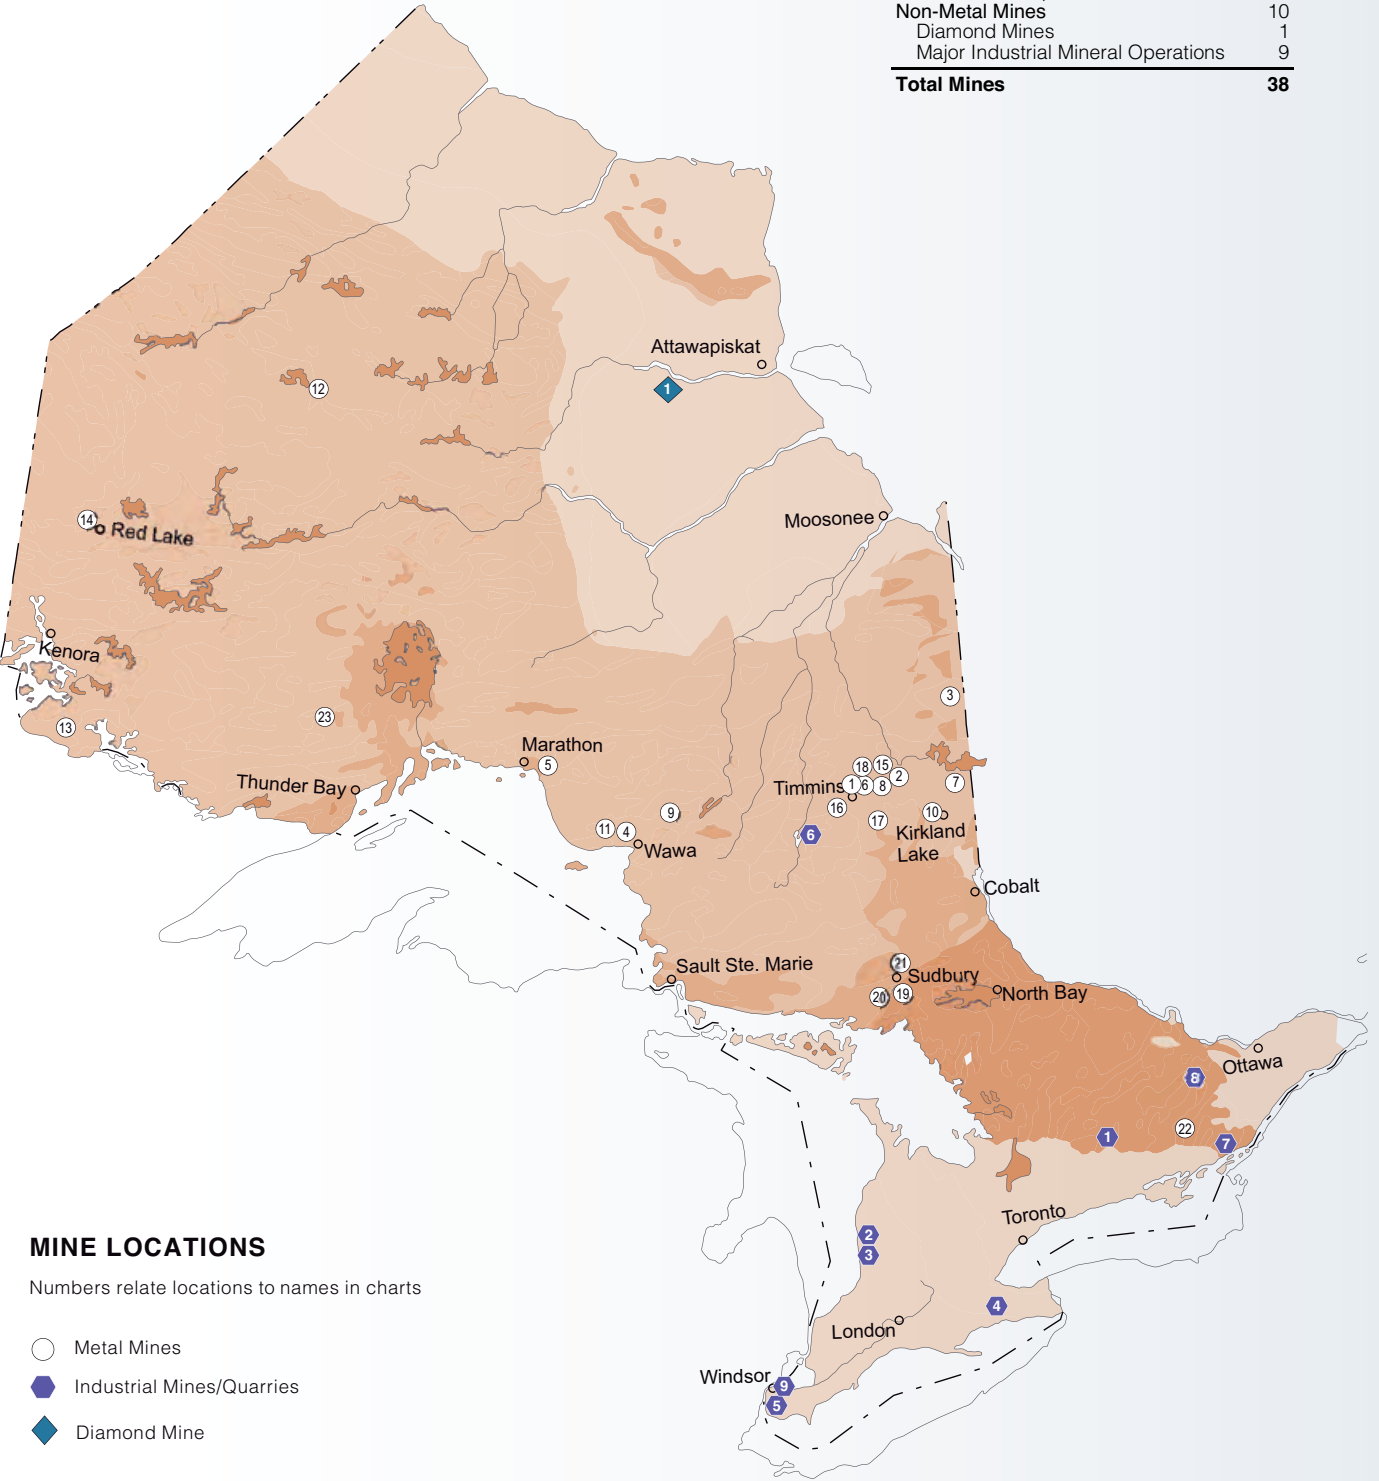 Non-Metal Mines 10
Diamond Mines 1
Major Industrial Mineral Operations 9
Total Mines 38
Attawapiskat
1
12
Moosonee
14
Red Lake
Kenora
3
13
23
Marathon
5
18 15
2
7
Thunder Bay
Timmins
1 6 8
16
9
17
10
11 4
6
Kirkland
Lake
Wawa
Cobalt
21
Sault Ste. Marie
Sudbury
20 19
North Bay
Ottawa
8
22
1
7
Toronto
2
3
4
London
Windsor
9
5
MINE LOCATIONS
Numbers relate locations to names in charts
Metal Mines
Industrial Mines/Quarries
Diamond Mine